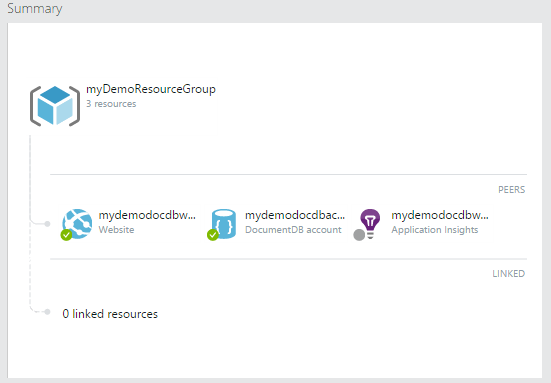 Summary
myDemoResourceGroup
3 resources
PEERS
mydemodocdbw...
Website
mydemodocdbac...
DocumentDB account
mydemodocdbw...
Application Insights
LINKED
0 linked resources